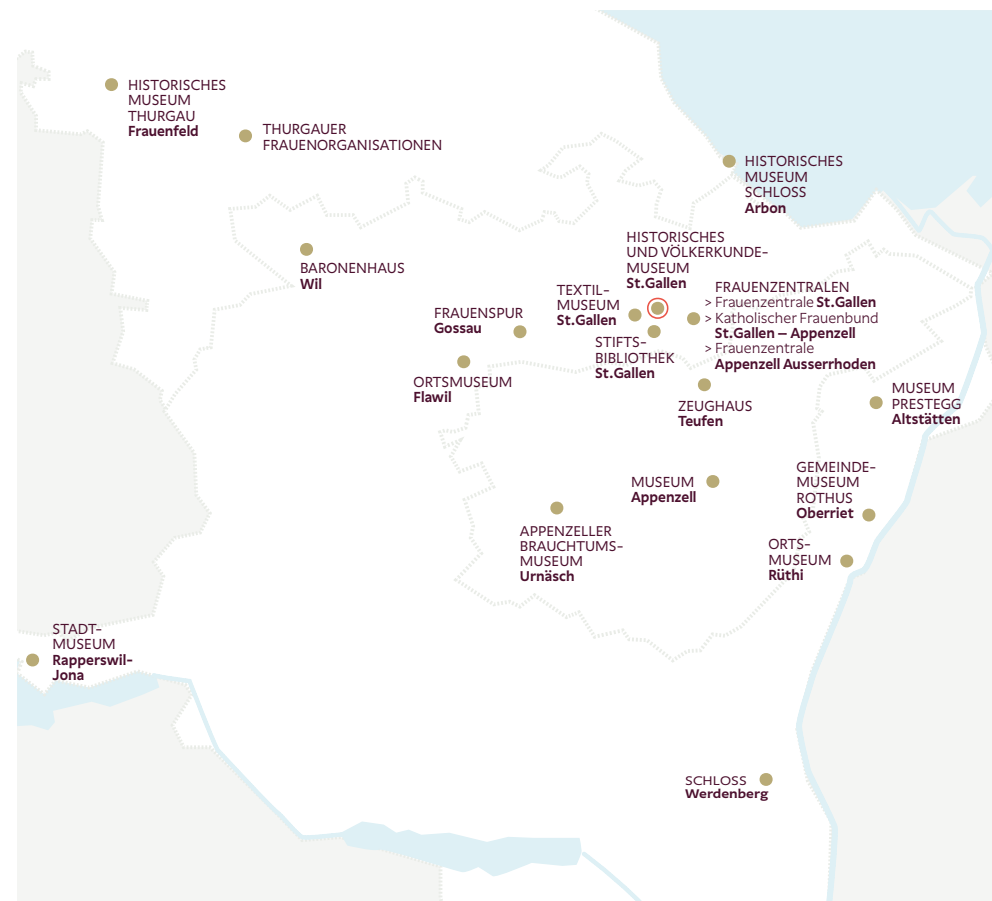 HISTORISCHES
MUSEUM
THURGAU
Frauenfeld
THURGAUER
FRAUENORGANISATIONEN
HISTORISCHES
MUSEUM
SCHLOSS
Arbon
HISTORISCHES
UND VÖLKERKUNDE-
MUSEUM
St.Gallen
BARONENHAUS
Wil
TEXTIL-
MUSEUM
St.Gallen
FRAUENZENTRALEN
> Frauenzentrale St.Gallen
> Katholischer Frauenbund
St.Gallen – Appenzell
> Frauenzentrale
Appenzell Ausserrhoden
FRAUENSPUR
Gossau
STIFTS-
BIBLIOTHEK
St.Gallen
ORTSMUSEUM
Flawil
ZEUGHAUS
Teufen
MUSEUM
PRESTEGG
Altstätten
MUSEUM
Appenzell
GEMEINDE-
MUSEUM
ROTHUS
Oberriet
APPENZELLER
BRAUCHTUMS-
MUSEUM
Urnäsch
ORTS-
MUSEUM
Rüthi
STADT-
MUSEUM
Rapperswil-
Jona
SCHLOSS
Werdenberg